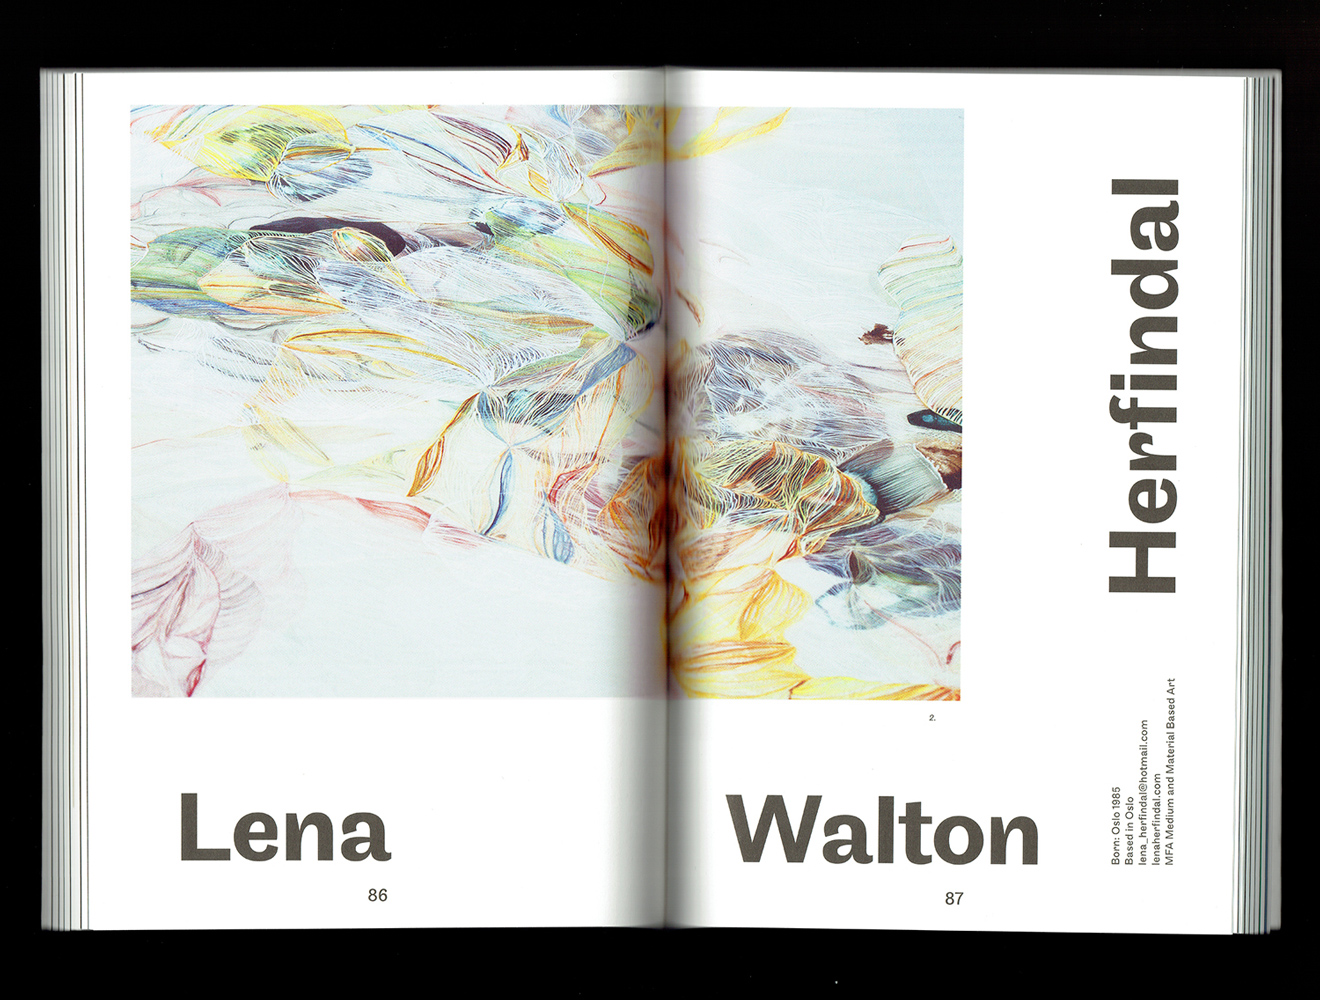 2.
Lena
Walton
Herfindal
Born: Oslo 1985
Based in Oslo
lena_herfindal@hotmail.com
lenaherfindal.com
MFA Medium and Material Based Art
86
87